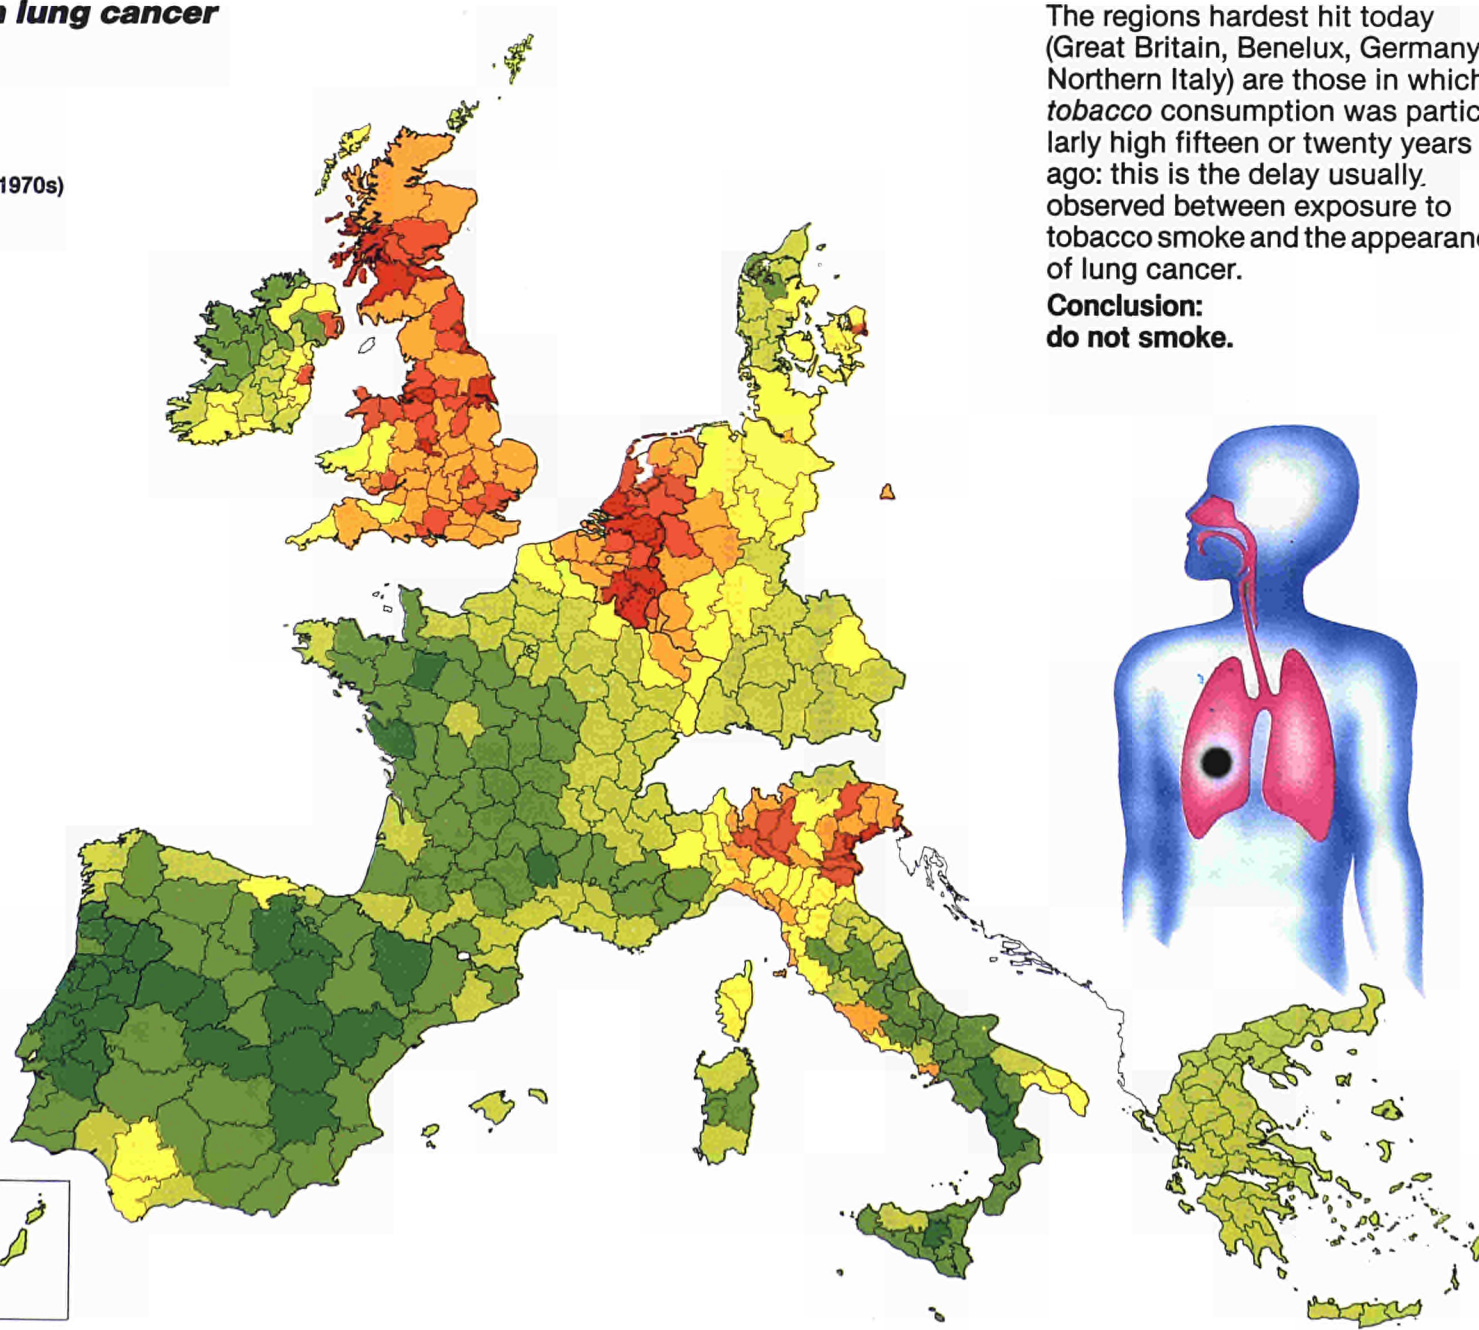 lung cancer
1970s)
The regions hardest hit today
(Great Britain, Benelux, Germany
Northern Italy) are those in which
tobacco consumption was partic
larly high fifteen or twenty years
ago: this is the delay usually.
observed between exposure to
tobacco smoke and the appearan
of lung cancer.
Conclusion:
do not smoke.